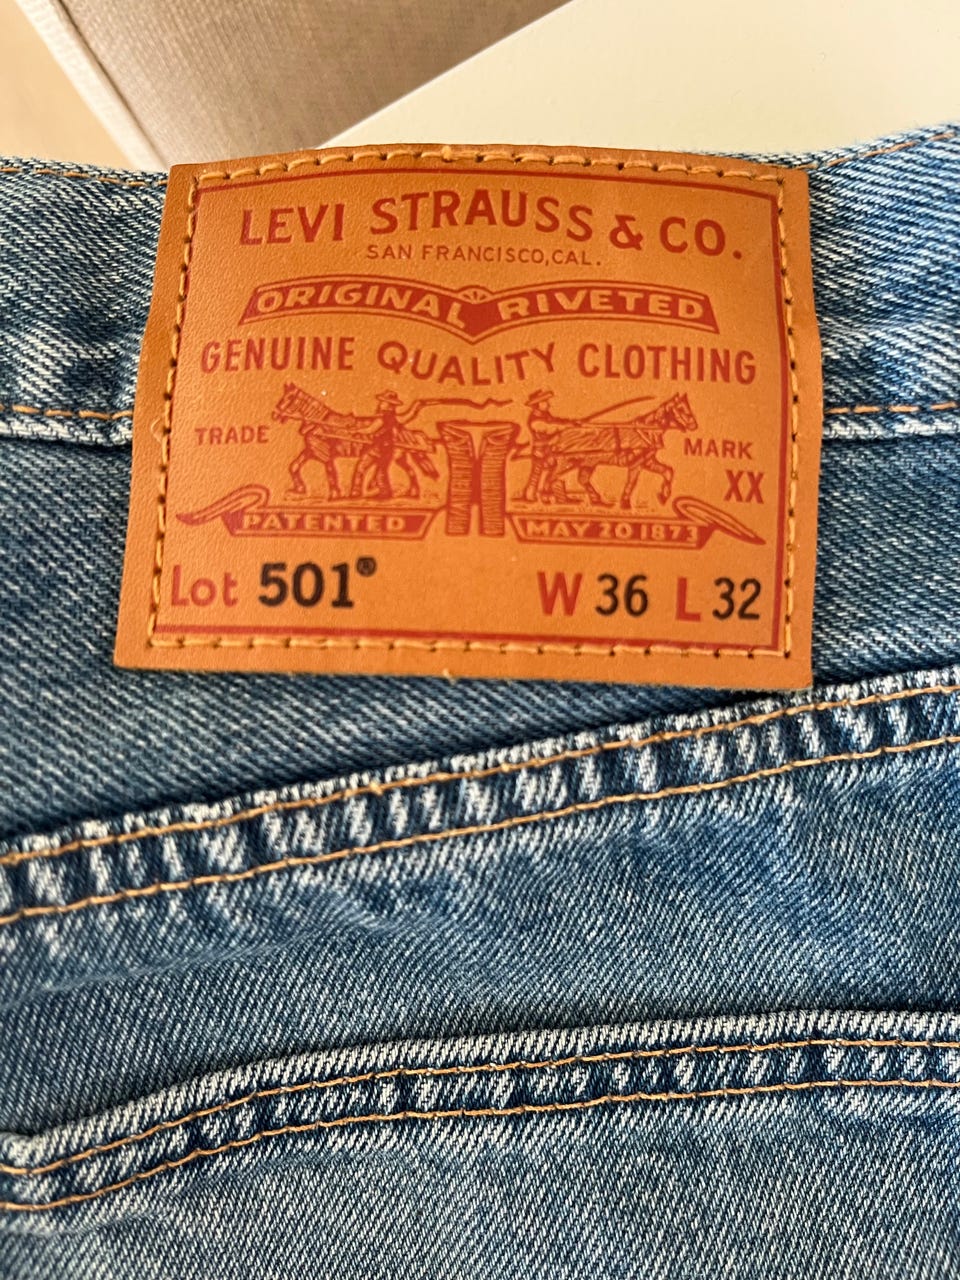 LEVI STRAUSS & CO.
SAN FRANCISCO, CAL.
ORIGINAL RIVETED
GENUINE QUALITY CLOTHING
TRADE MARK
XX
PATENTED MAY 20 1873
Lot 501® W 36 L 32